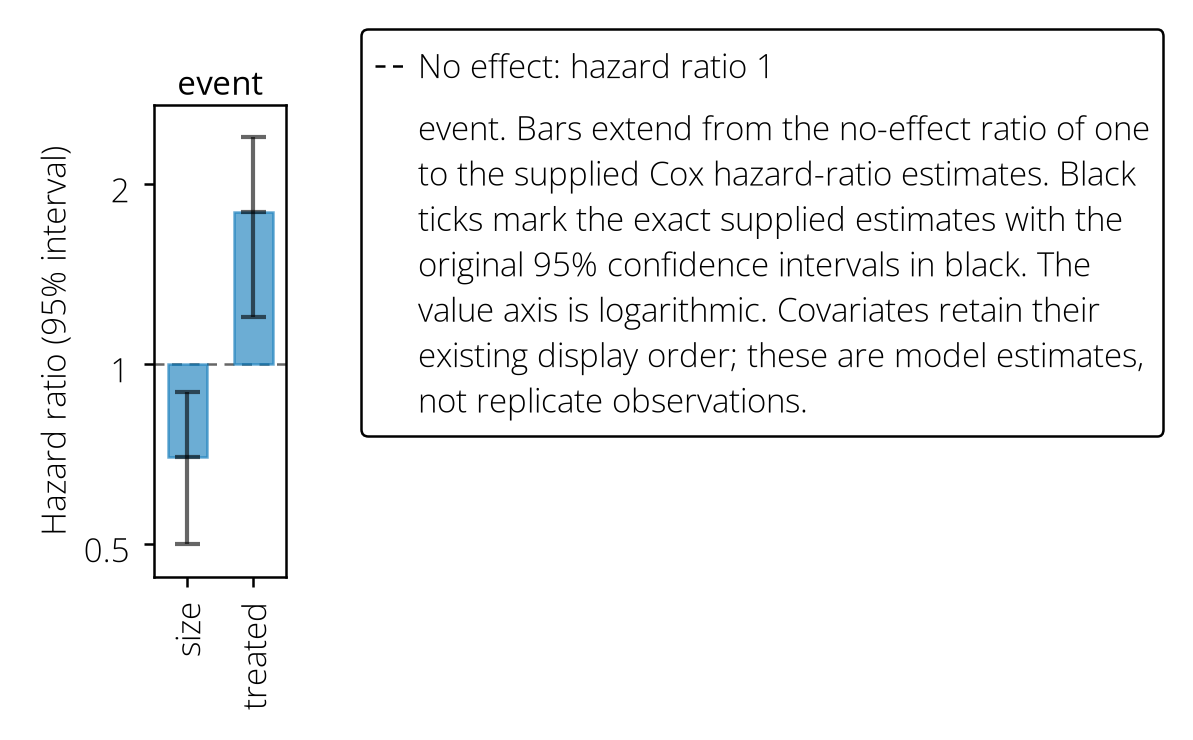 event
Hazard ratio (95% interval)
2
1
0.5
size
treated
No effect: hazard ratio 1
event. Bars extend from the no-effect ratio of one
to the supplied Cox hazard-ratio estimates. Black
ticks mark the exact supplied estimates with the
original 95% confidence intervals in black. The
value axis is logarithmic. Covariates retain their
existing display order; these are model estimates,
not replicate observations.